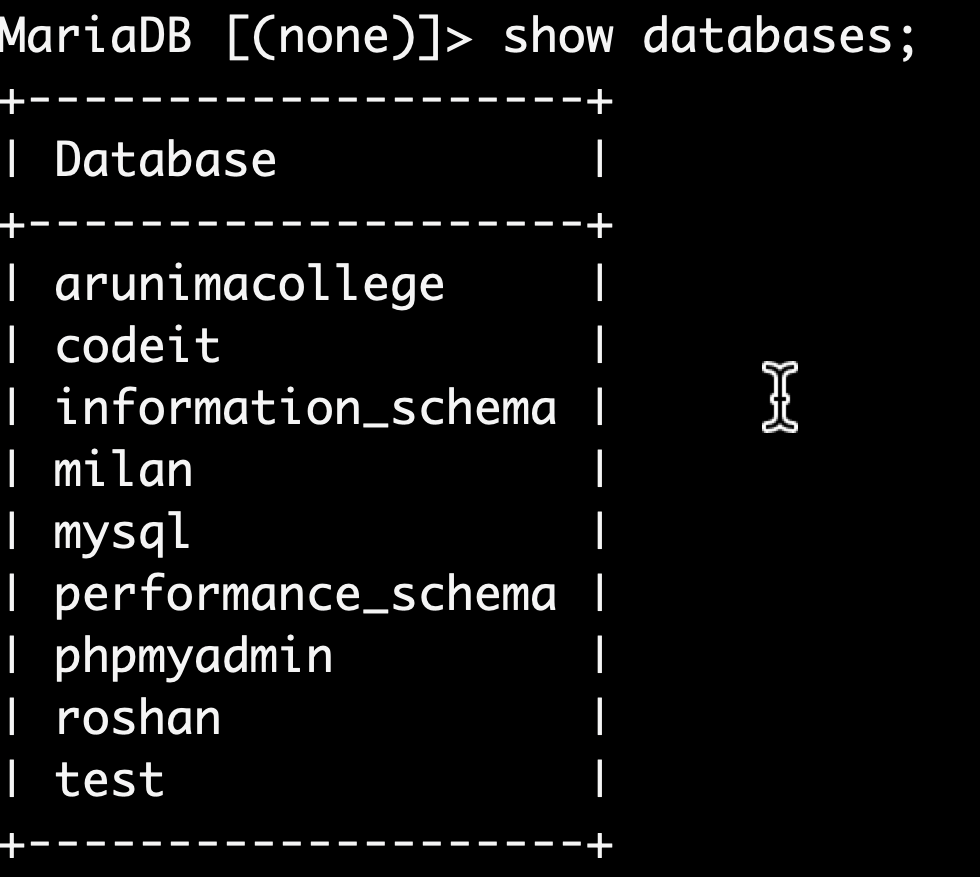 MariaDB [(none)]> show databases;
+--------------------+
| Database           |
+--------------------+
| arunimacollege     |
| codeit             |
| information_schema |
| milan              |
| mysql              |
| performance_schema |
| phpmyadmin         |
| roshan             |
| test               |
+--------------------+